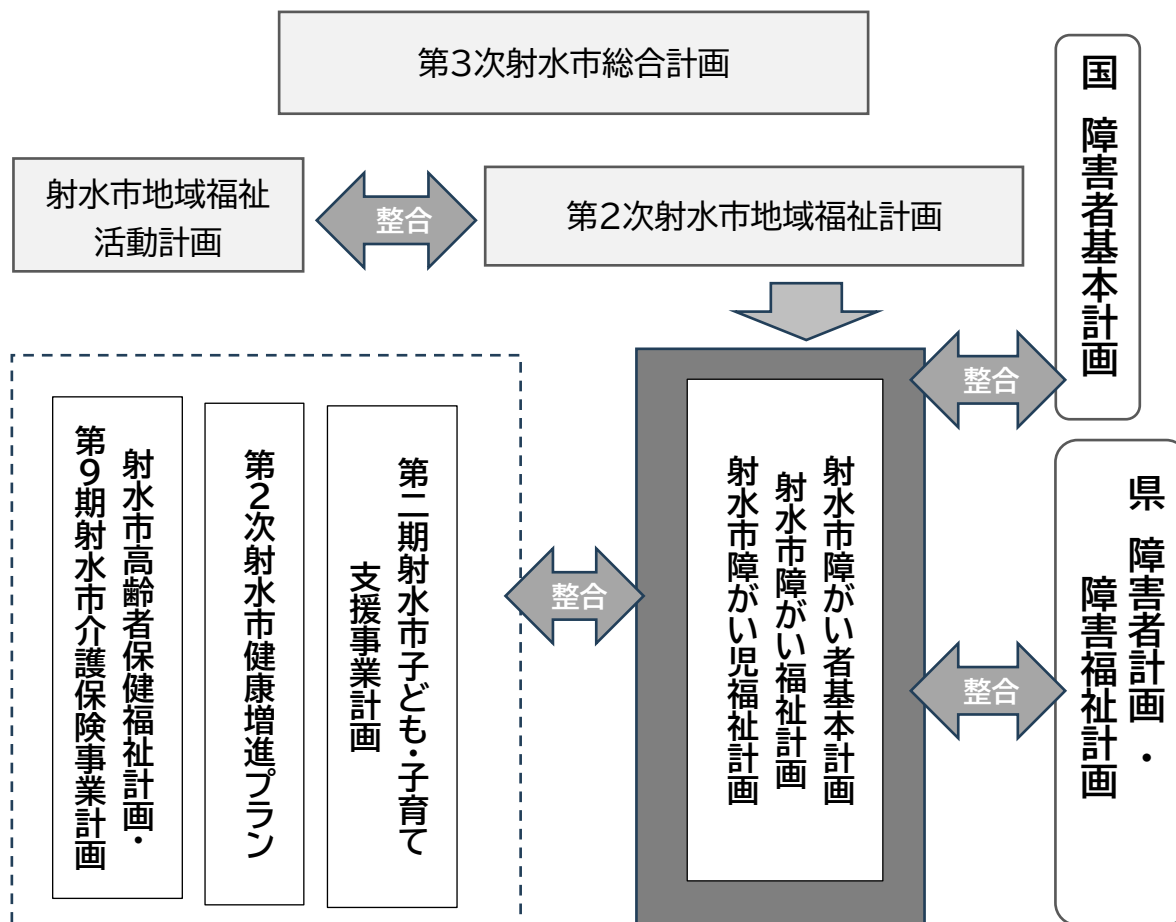 第3次射水市総合計画
国 障害者基本計画
射水市地域福祉
活動計画
整合
第2次射水市地域福祉計画
整合
射水市高齢者保健福祉計画・
第9期射水市介護保険事業計画
第2次射水市健康増進プラン
第二期射水市子ども・子育て
支援事業計画
整合
射水市障がい者基本計画
射水市障がい福祉計画
射水市障がい児福祉計画
整合
県 障害者計画・
障害福祉計画